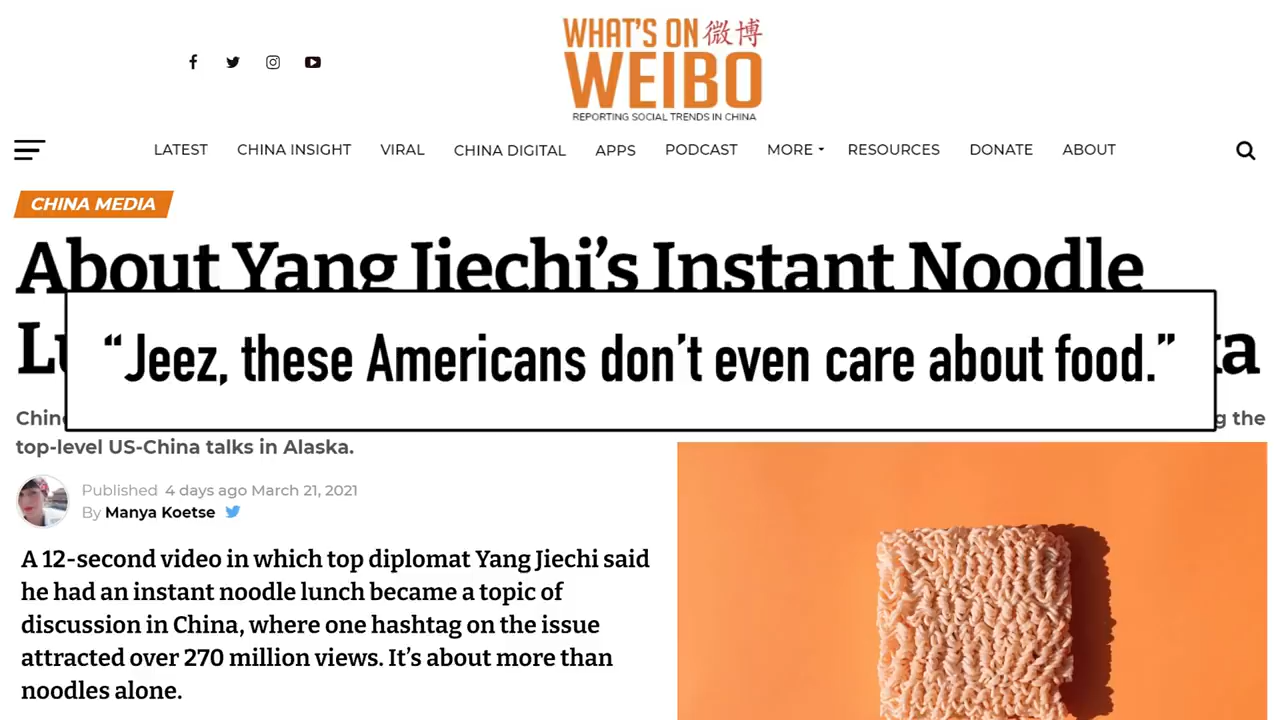 WHAT'S ON 微博
WEIBO
REPORTING SOCIAL TRENDS IN CHINA
LATEST CHINA INSIGHT VIRAL CHINA DIGITAL APPS PODCAST MORE RESOURCES DONATE ABOUT
CHINA MEDIA
About Yang Jiechi's Instant Noodle
“Jeez, these Americans don't even care about food.”
the
top-level US-China talks in Alaska.
Published 4 days ago March 21, 2021
By Manya Koetse
A 12-second video in which top diplomat Yang Jiechi said
he had an instant noodle lunch became a topic of
discussion in China, where one hashtag on the issue
attracted over 270 million views. It's about more than
noodles alone.